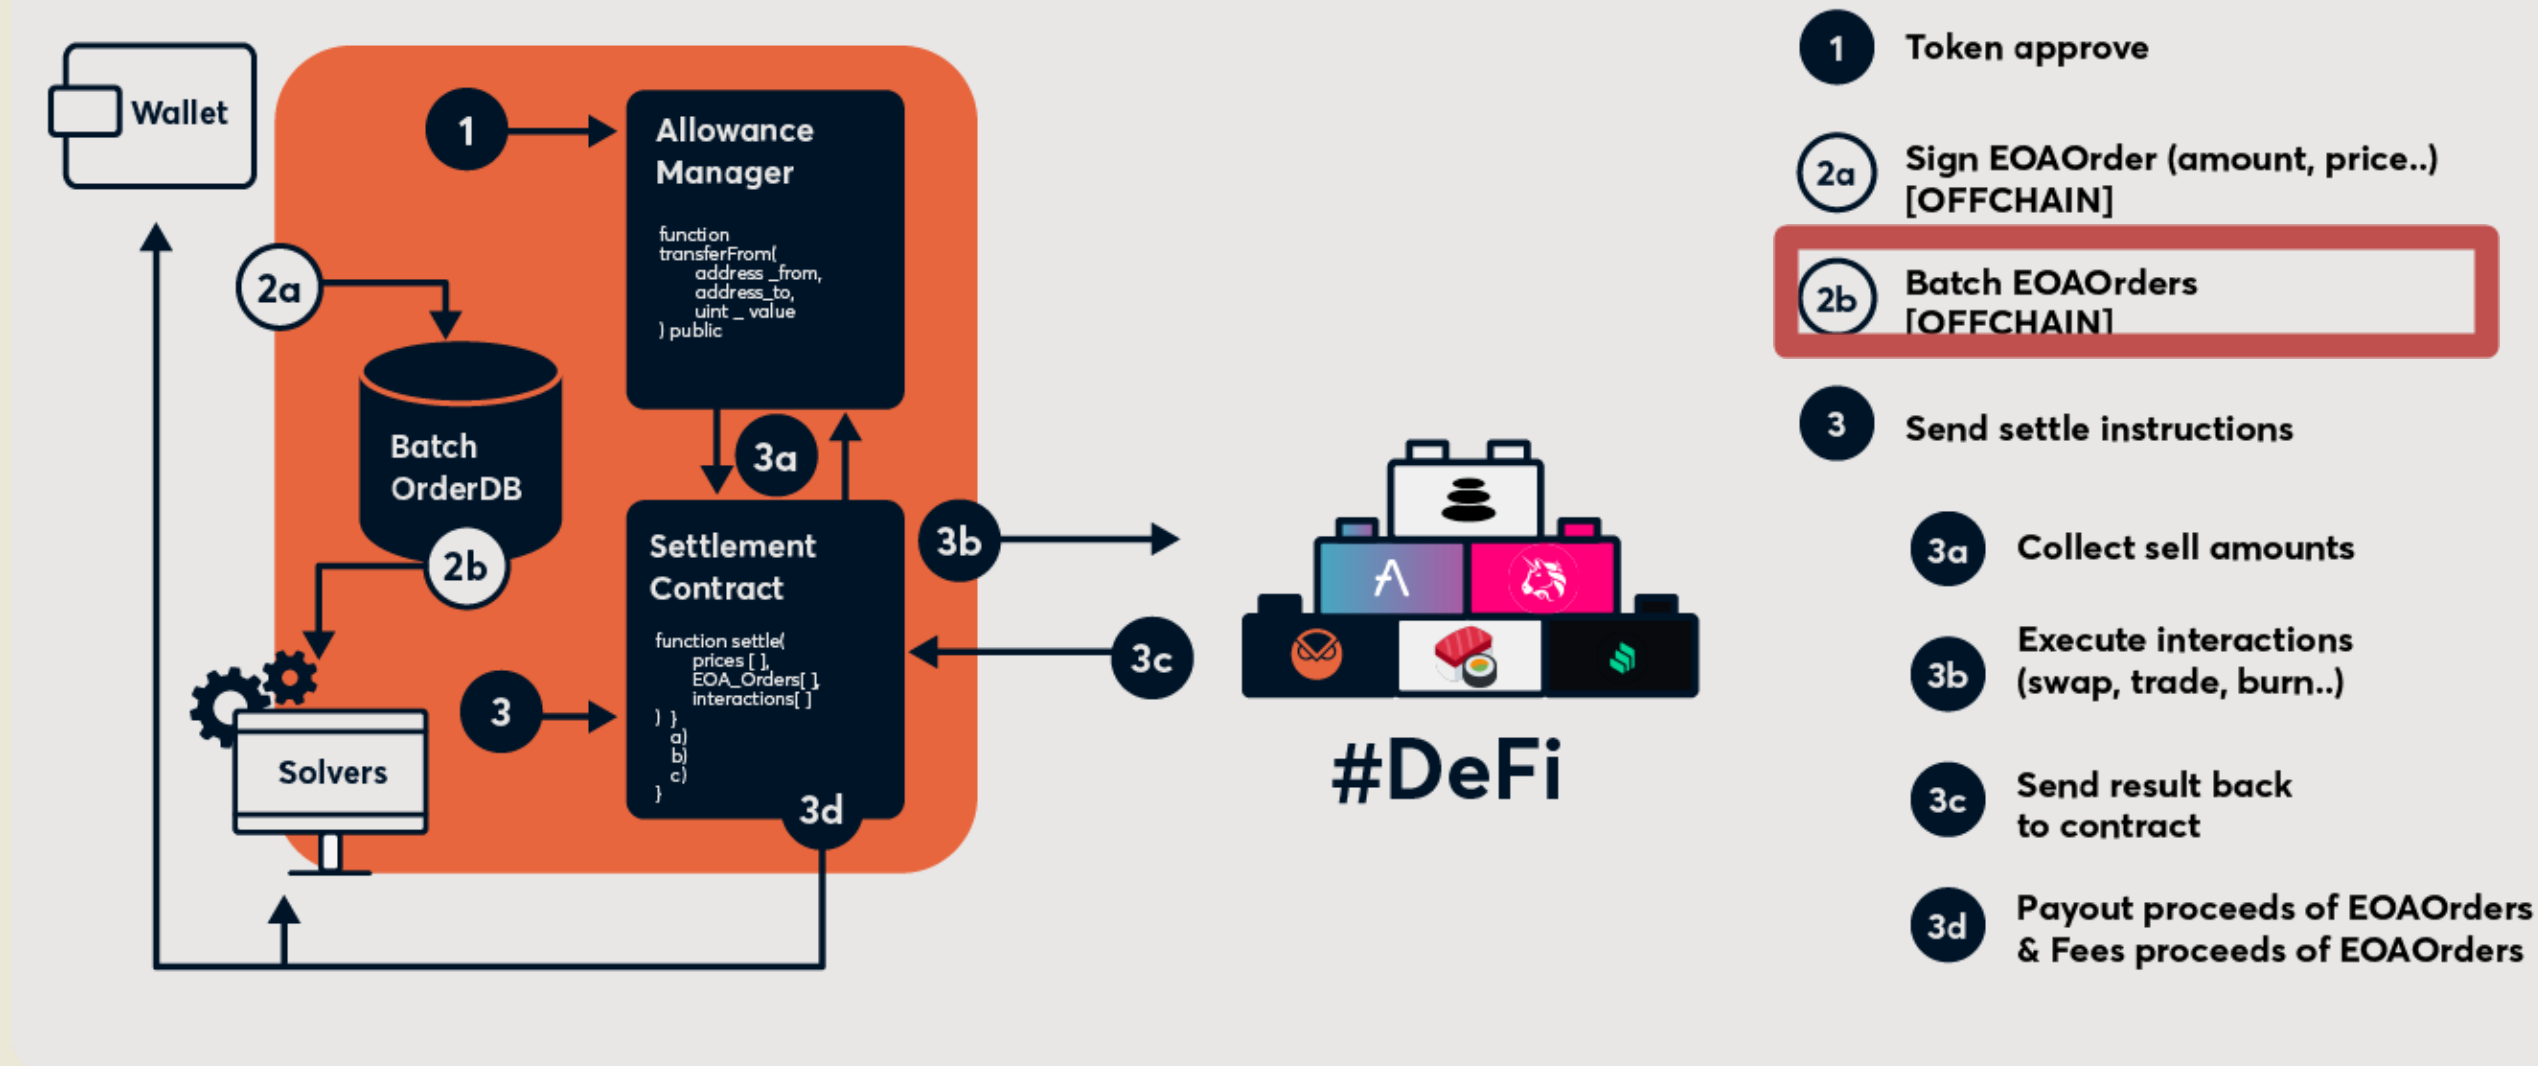 Wallet
1
Allowance
Manager
function
transferFrom(
address _from,
address_to,
uint _ value
) public
2a
Batch
OrderDB
2b
3a
Settlement
Contract
function settle(
prices [ ],
EOA_Orders[ ],
interactions[ ]
) }
a)
b)
c)
}
3
3d
Solvers
3b
3c
#DeFi
1 Token approve
2a Sign EOAOrder (amount, price..)
[OFFCHAIN]
2b Batch EOAOrders
[OFFCHAIN]
3 Send settle instructions
3a Collect sell amounts
3b Execute interactions
(swap, trade, burn..)
3c Send result back
to contract
3d Payout proceeds of EOAOrders
& Fees proceeds of EOAOrders